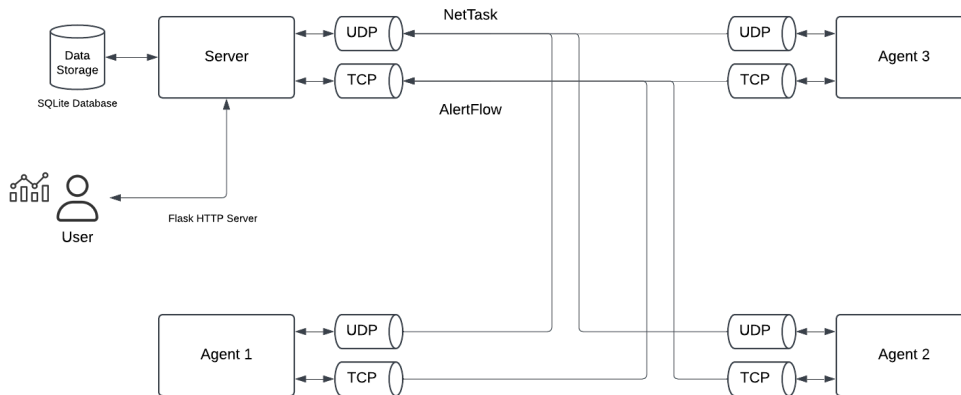 NetTask
Data
Storage
Server
UDP
UDP
Agent 3
TCP
TCP
SQLite Database
AlertFlow
Flask HTTP Server
User
Agent 1
UDP
UDP
Agent 2
TCP
TCP